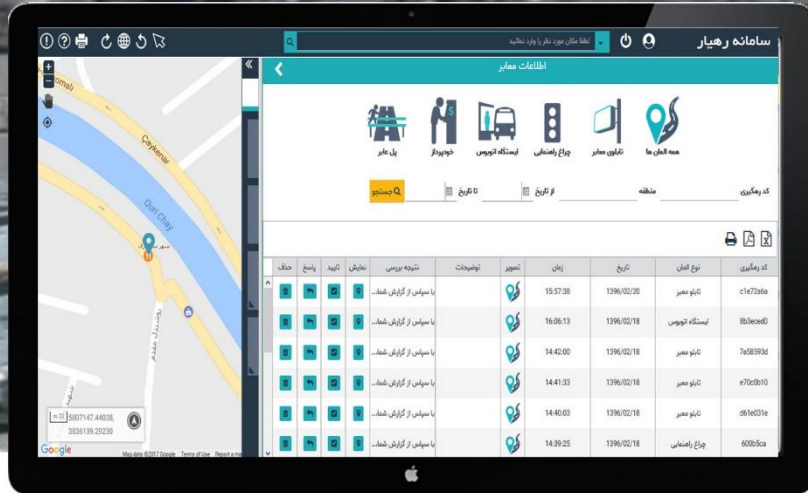 سامانه رهیار
لطفا مکان مورد نظر را وارد نمائید
اطلاعات معابر
همه المان ها
تابلوی معابر
چراغ راهنمایی
ایستگاه اتوبوس
خودپرداز
پل عابر
کد رهگیری
منطقه
از تاریخ
تا تاریخ
جستجو
کد رهگیری نوع المان تاریخ زمان تصویر توضیحات نتیجه بررسی نمایش تایید پاسخ حذف
c1e72a6a تابلو معبر 1396/02/20 15:57:38 با سپاس از گزارش شما،...
8b3eced0 ایستگاه اتوبوس 1396/02/18 16:06:13 با سپاس از گزارش شما،...
7a58593d تابلو معبر 1396/02/18 14:42:00 با سپاس از گزارش شما،...
e70c0b10 تابلو معبر 1396/02/18 14:41:33 با سپاس از گزارش شما،...
d61e031e تابلو معبر 1396/02/18 14:40:03 با سپاس از گزارش شما،...
600b5ca چراغ راهنمایی 1396/02/18 14:39:25 با سپاس از گزارش شما،...
omali
Çaykenar
Quri Chay
روشندل مقدم
5807147.44038,
3836139.29230
Google
Map data ©2017 Google Terms of Use Report a ma